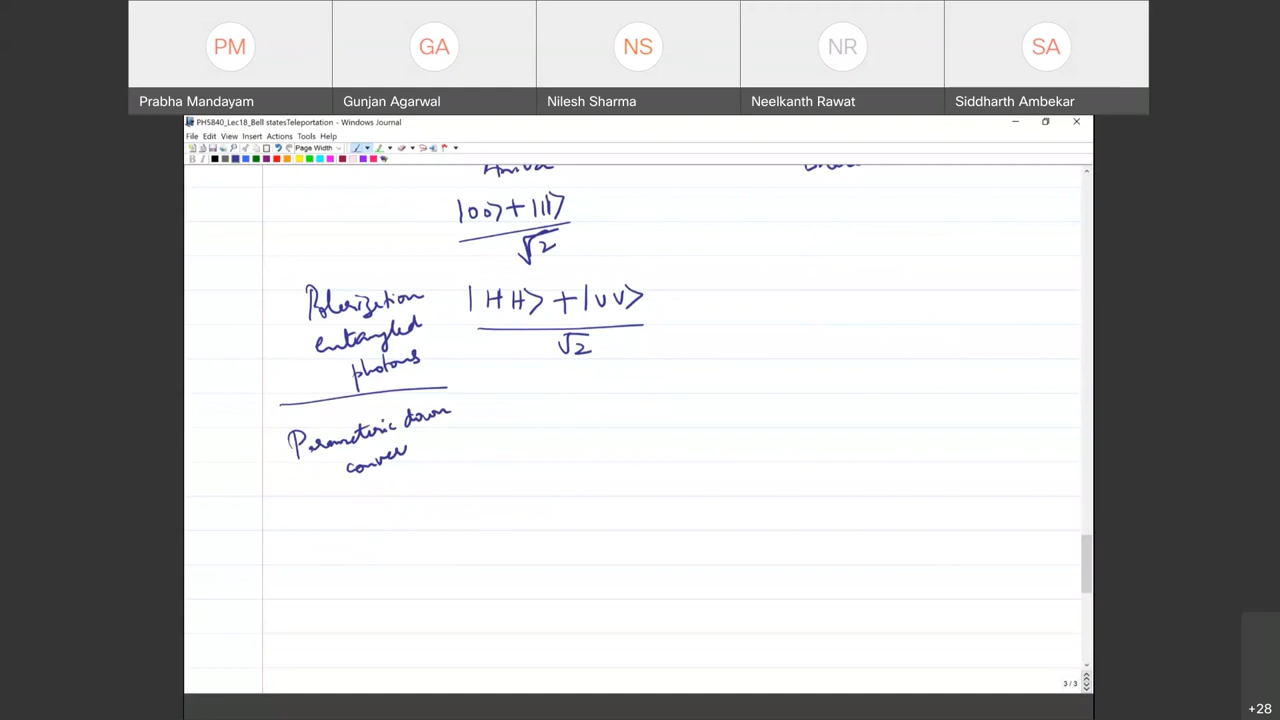 PM
GA
NS
NR
SA
Prabha Mandayam
Gunjan Agarwal
Nilesh Sharma
Neelkanth Rawat
Siddharth Ambekar
PH5840_Lec18_Bell statesTeleportation - Windows Journal
File Edit View Insert Actions Tools Help
Page Width
B I
|00⟩ + |11⟩
√2
Polarization
entangled
photons
|HH⟩ + |VV⟩
√2
Parametric down
conver
3 / 3
+28